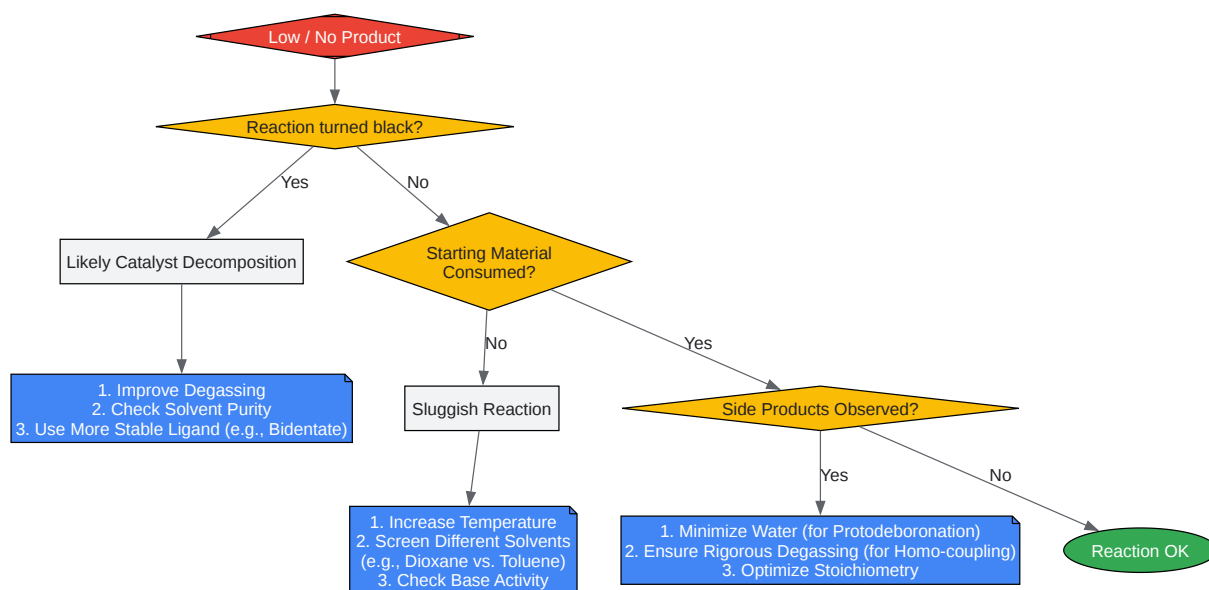 Low / No Product
Reaction turned black?
Yes
No
Likely Catalyst Decomposition
Starting Material
Consumed?
No
Yes
1. Improve Degassing
2. Check Solvent Purity
3. Use More Stable Ligand (e.g., Bidentate)
Sluggish Reaction
Side Products Observed?
Yes
No
1. Increase Temperature
2. Screen Different Solvents
(e.g., Dioxane vs. Toluene)
3. Check Base Activity
1. Minimize Water (for Protodeboronation)
2. Ensure Rigorous Degassing (for Homo-coupling)
3. Optimize Stoichiometry
Reaction OK